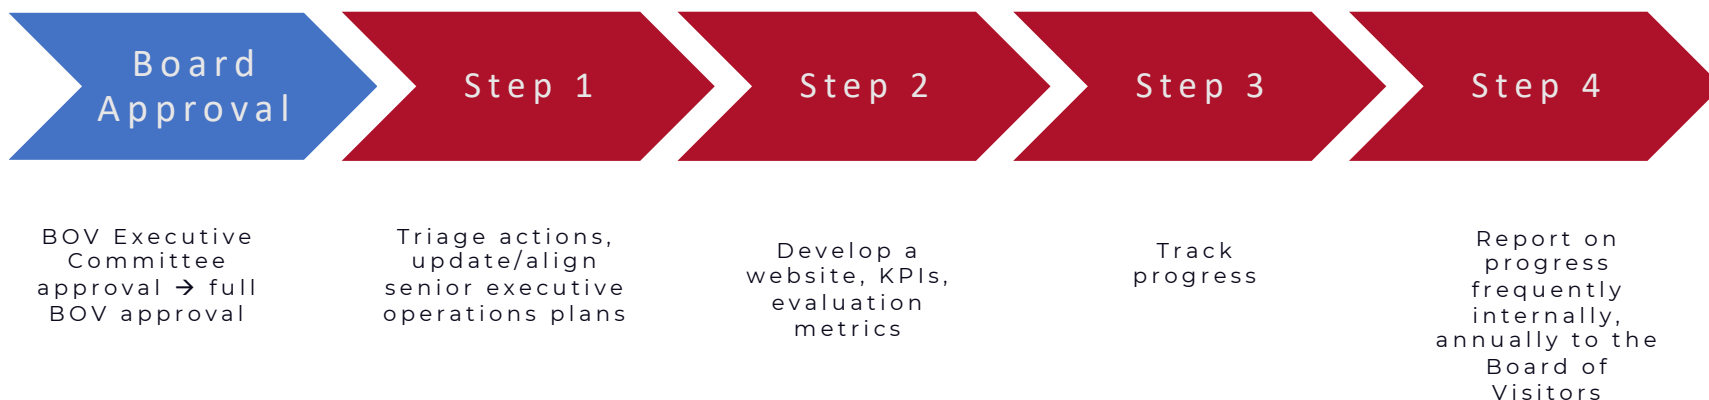 Board
Approval
Step 1
Step 2
Step 3
Step 4
BOV Executive
Committee
approval → full
BOV approval
Triage actions,
update/align
senior executive
operations plans
Develop a
website, KPIs,
evaluation
metrics
Track
progress
Report on
progress
frequently
internally,
annually to the
Board of
Visitors